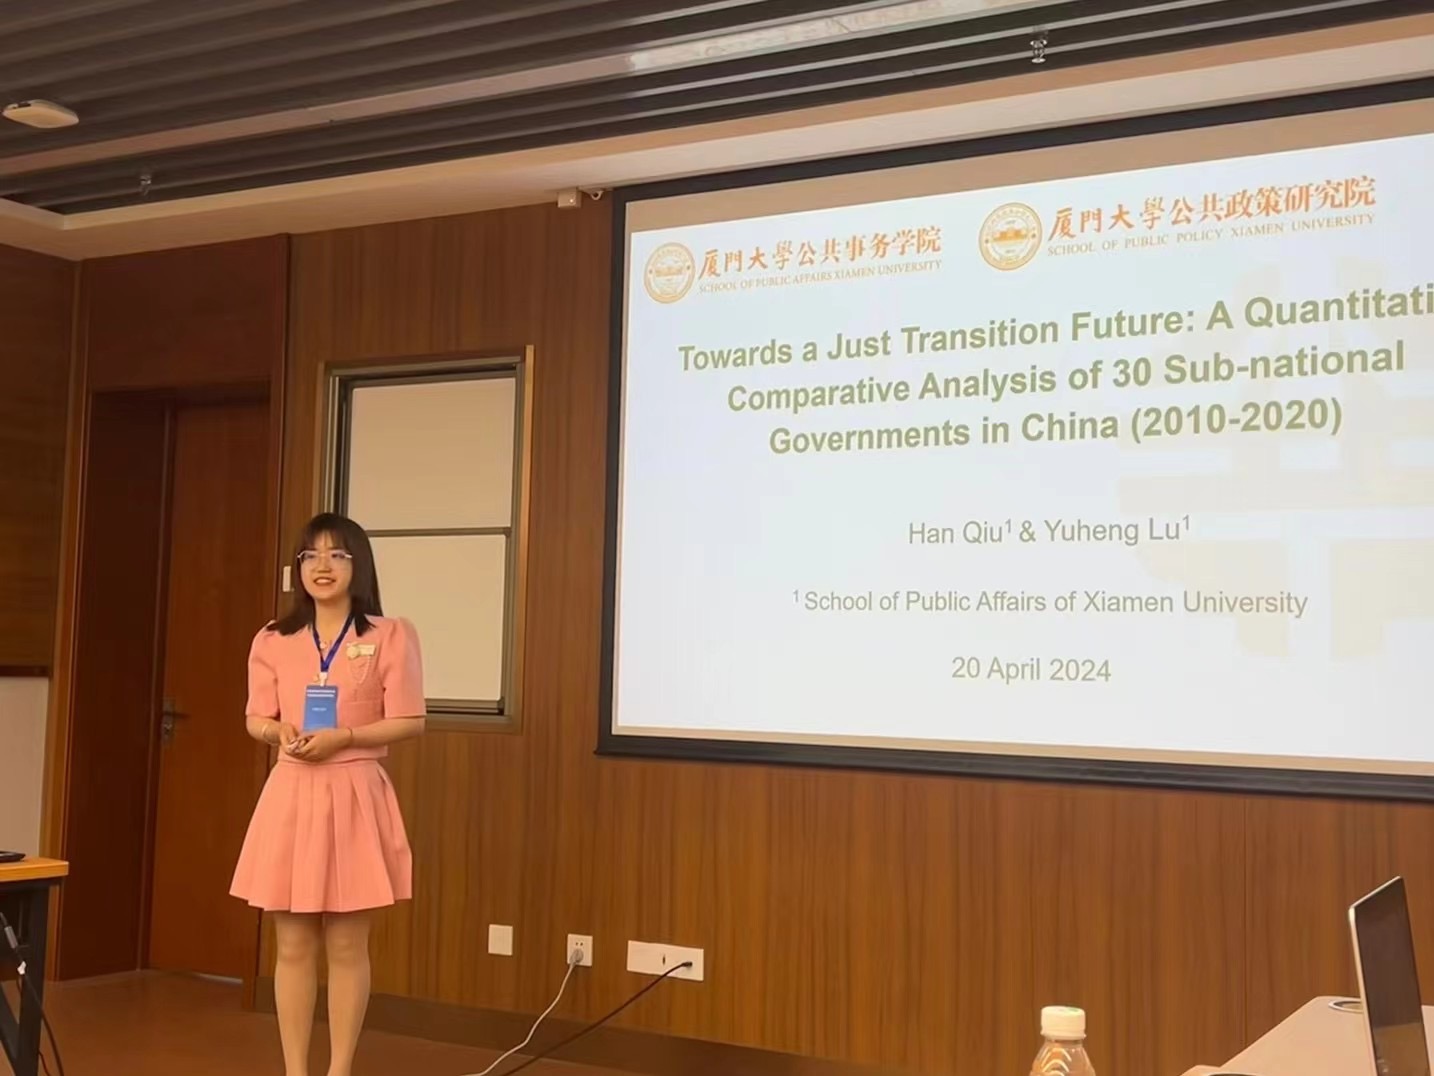 厦門大學公共事务学院
SCHOOL OF PUBLIC AFFAIRS XIAMEN UNIVERSITY
厦門大學公共政策研究院
SCHOOL OF PUBLIC POLICY XIAMEN UNIVERSITY
Towards a Just Transition Future: A Quantitati
Comparative Analysis of 30 Sub-national
Governments in China (2010-2020)
Han Qiu¹ & Yuheng Lu¹
¹ School of Public Affairs of Xiamen University
20 April 2024